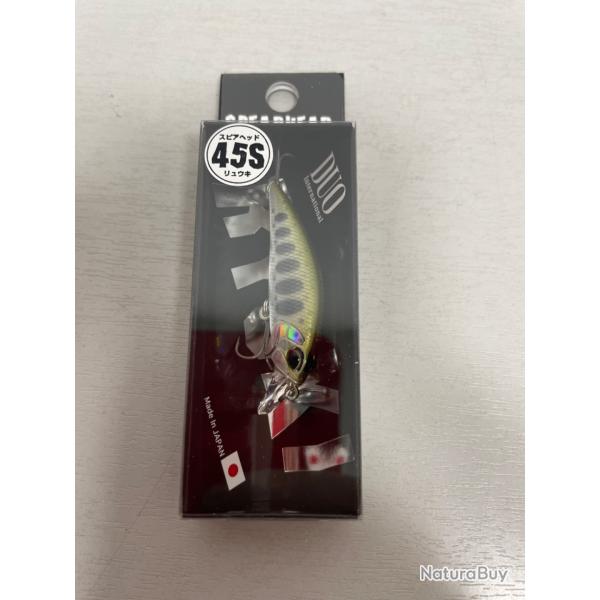 SPEARHEAD
スピアヘッド
45S
リュウキ
DUO
International
Made in JAPAN
NaturaBuy